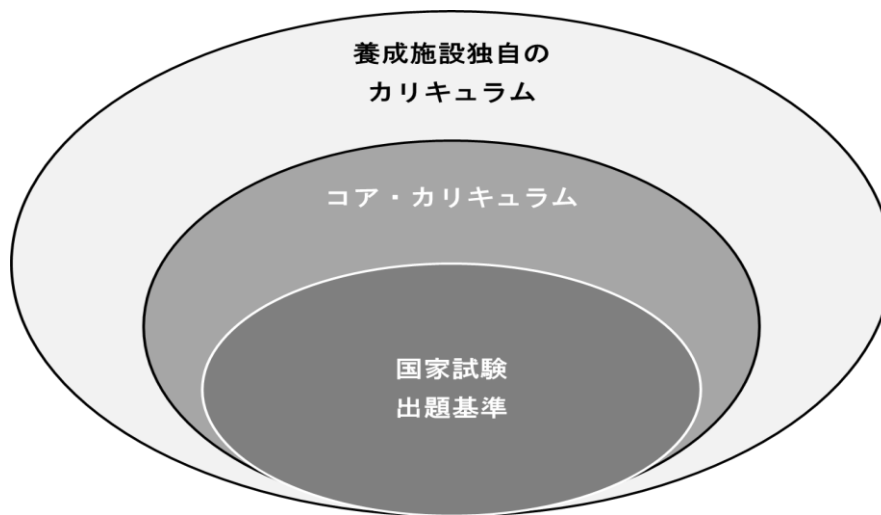 養成施設独自の
カリキュラム
コア・カリキュラム
国家試験
出題基準